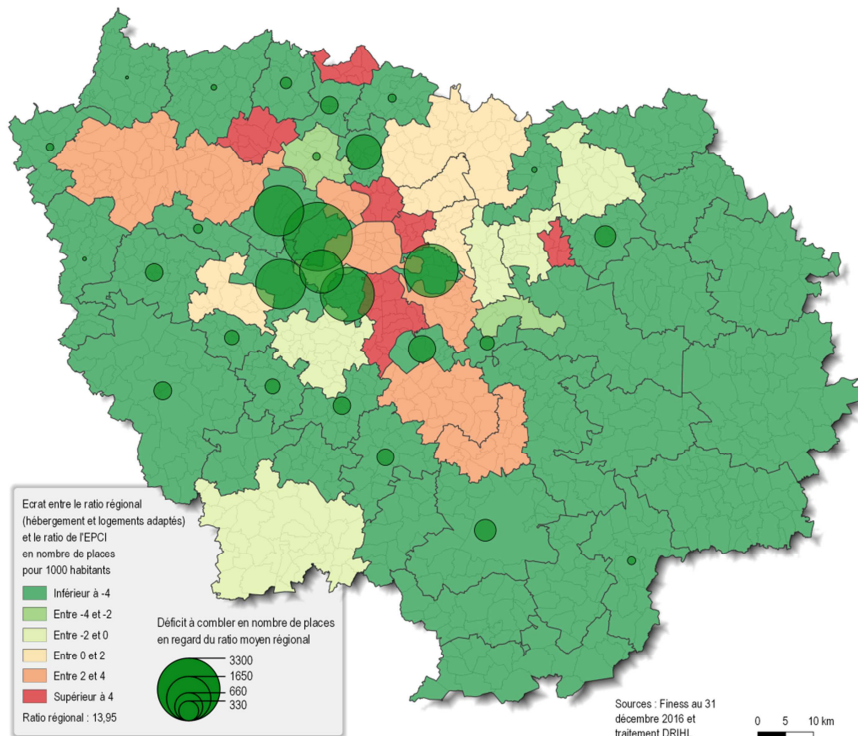 Ecrat entre le ratio régional
(hébergement et logements adaptés)
et le ratio de l'EPCI
en nombre de places
pour 1000 habitants
Inférieur à -4
Entre -4 et -2
Entre -2 et 0
Entre 0 et 2
Entre 2 et 4
Supérieur à 4
Ratio régional : 13,95
Déficit à combler en nombre de places
en regard du ratio moyen régional
3300
1650
660
330
Sources : Finess au 31
décembre 2016 et
traitement DRIHL
0 5 10 km